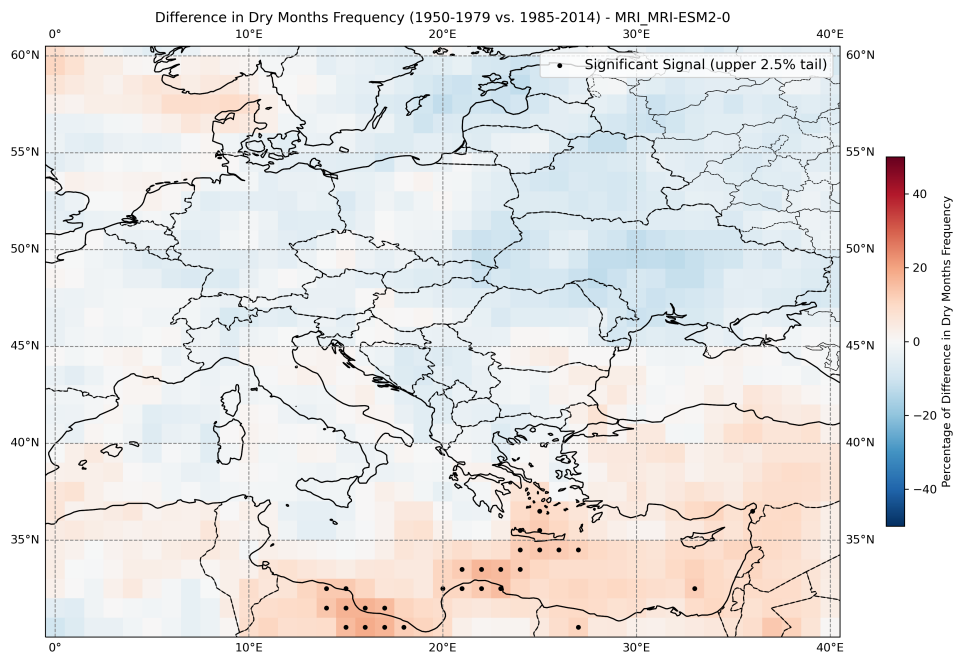 Difference in Dry Months Frequency (1950-1979 vs. 1985-2014) - MRI_MRI-ESM2-0
0° 10°E 20°E 30°E 40°E
60°N 60°N
Significant Signal (upper 2.5% tail)
55°N 55°N
50°N 50°N
45°N 45°N
40°N 40°N
35°N 35°N
0° 10°E 20°E 30°E 40°E
40
20
0
−20
−40
Percentage of Difference in Dry Months Frequency